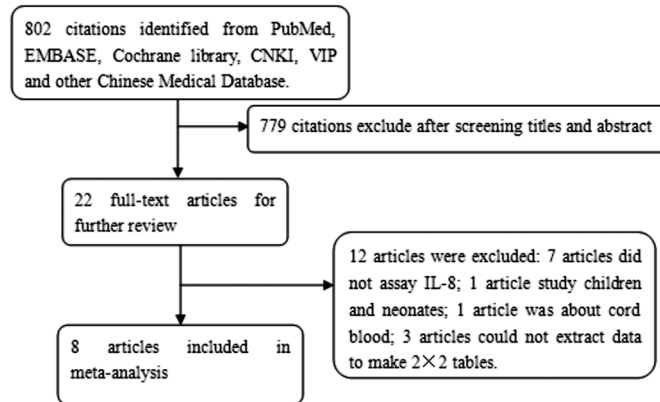 802 citations identified from PubMed,
EMBASE, Cochrane library, CNKI, VIP
and other Chinese Medical Database.
779 citations exclude after screening titles and abstract
22 full-text articles for
further review
12 articles were excluded: 7 articles did
not assay IL-8; 1 article study children
and neonates; 1 article was about cord
blood; 3 articles could not extract data
to make 2×2 tables.
8 articles included in
meta-analysis